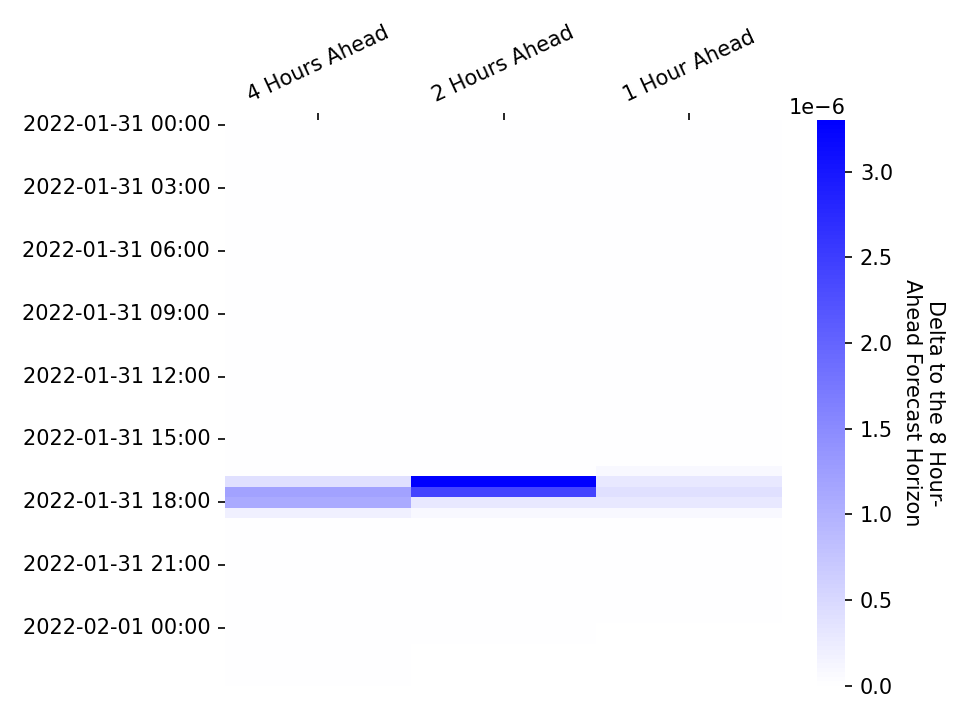 4 Hours Ahead
2 Hours Ahead
1 Hour Ahead
1e−6
2022-01-31 00:00
2022-01-31 03:00
2022-01-31 06:00
2022-01-31 09:00
2022-01-31 12:00
2022-01-31 15:00
2022-01-31 18:00
2022-01-31 21:00
2022-02-01 00:00
3.0
2.5
2.0
1.5
1.0
0.5
0.0
Delta to the 8 Hour-
Ahead Forecast Horizon